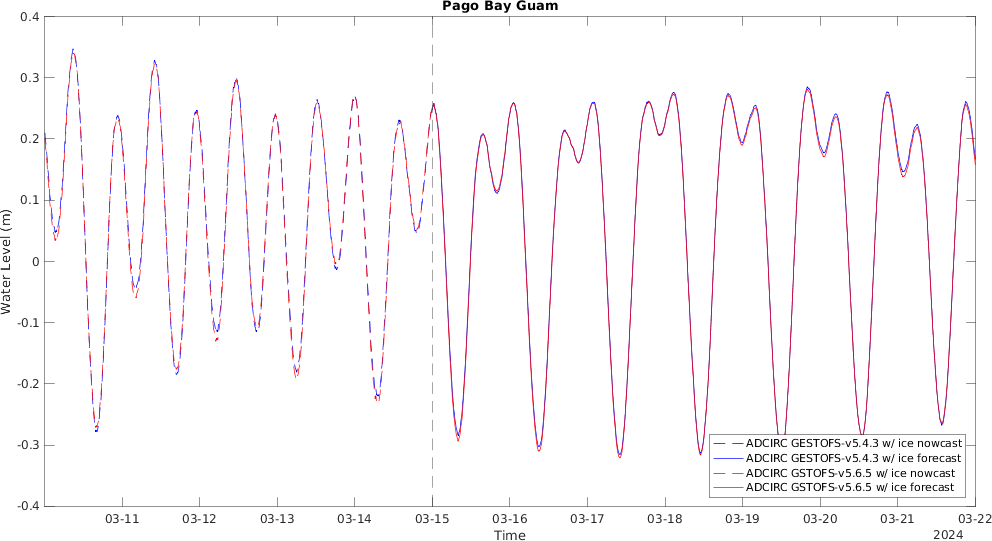 Pago Bay Guam
0.4
0.3
0.2
0.1
0
-0.1
-0.2
-0.3
-0.4
Water Level (m)
03-11 03-12 03-13 03-14 03-15 03-16 03-17 03-18 03-19 03-20 03-21 03-22
Time
2024
ADCIRC GESTOFS-v5.4.3 w/ ice nowcast
ADCIRC GESTOFS-v5.4.3 w/ ice forecast
ADCIRC GSTOFS-v5.6.5 w/ ice nowcast
ADCIRC GSTOFS-v5.6.5 w/ ice forecast